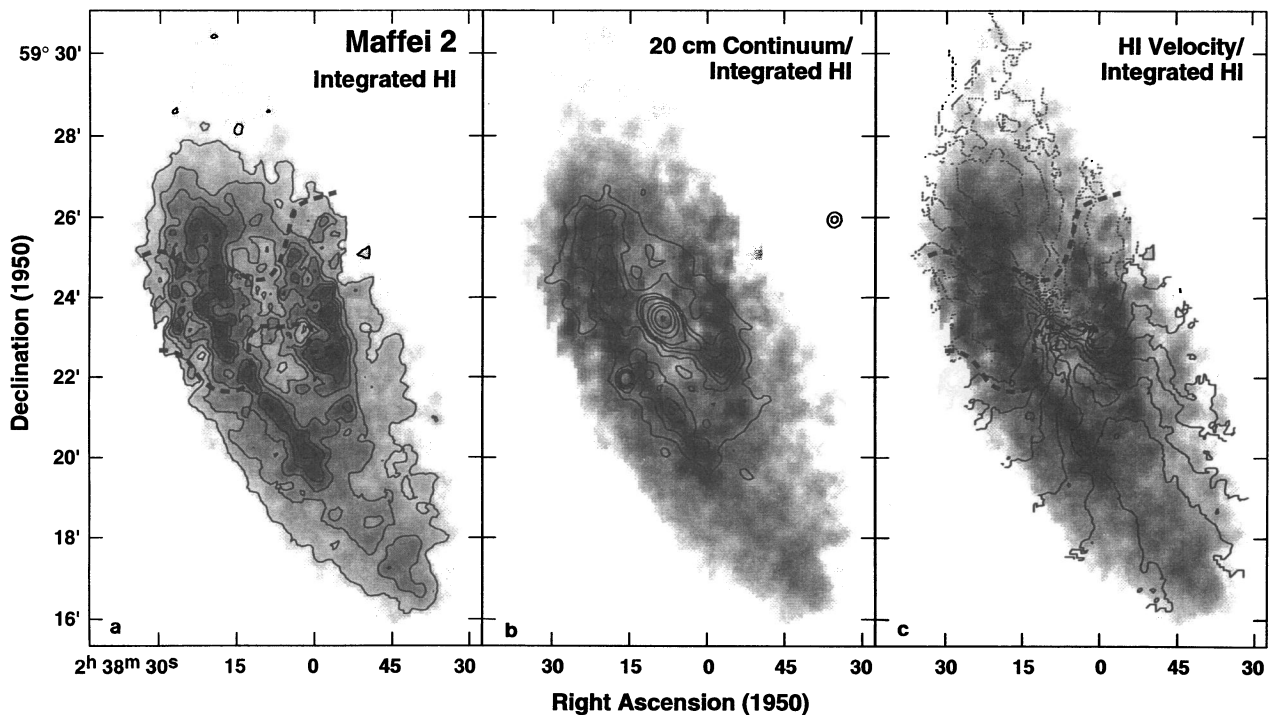 Maffei 2
Integrated HI
20 cm Continuum/
Integrated HI
HI Velocity/
Integrated HI
59° 30'
28'
26'
24'
22'
20'
18'
16'
Declination (1950)
a
b
c
2h 38m 30s 15 0 45 30 15 0 45 30 15 0 45 30
Right Ascension (1950)